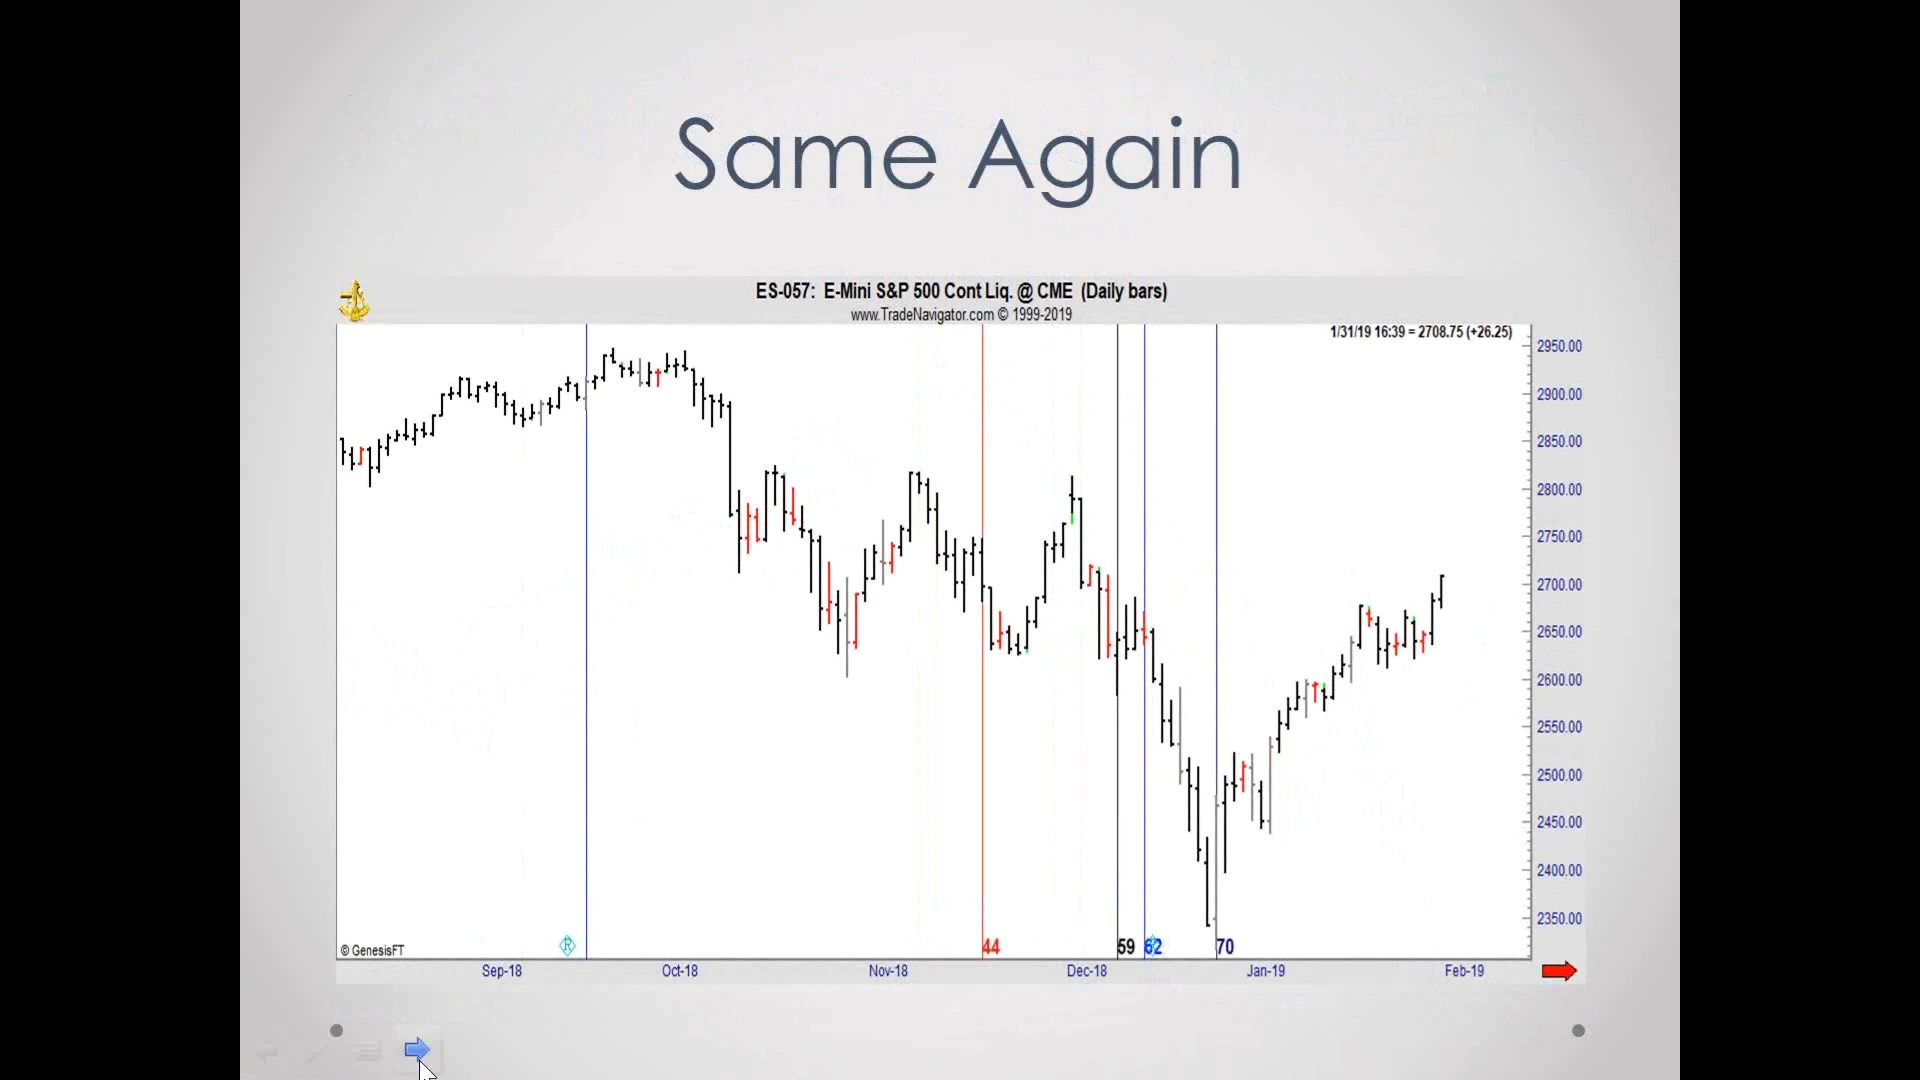 Same Again
ES-057: E-Mini S&P 500 Cont Liq. @ CME (Daily bars)
www.TradeNavigator.com © 1999-2019
1/31/19 16:39 = 2708.75 (+26.25)
2950.00
2900.00
2850.00
2800.00
2750.00
2700.00
2650.00
2600.00
2550.00
2500.00
2450.00
2400.00
2350.00
© GenesisFT
R
44
59
62
70
Sep-18
Oct-18
Nov-18
Dec-18
Jan-19
Feb-19